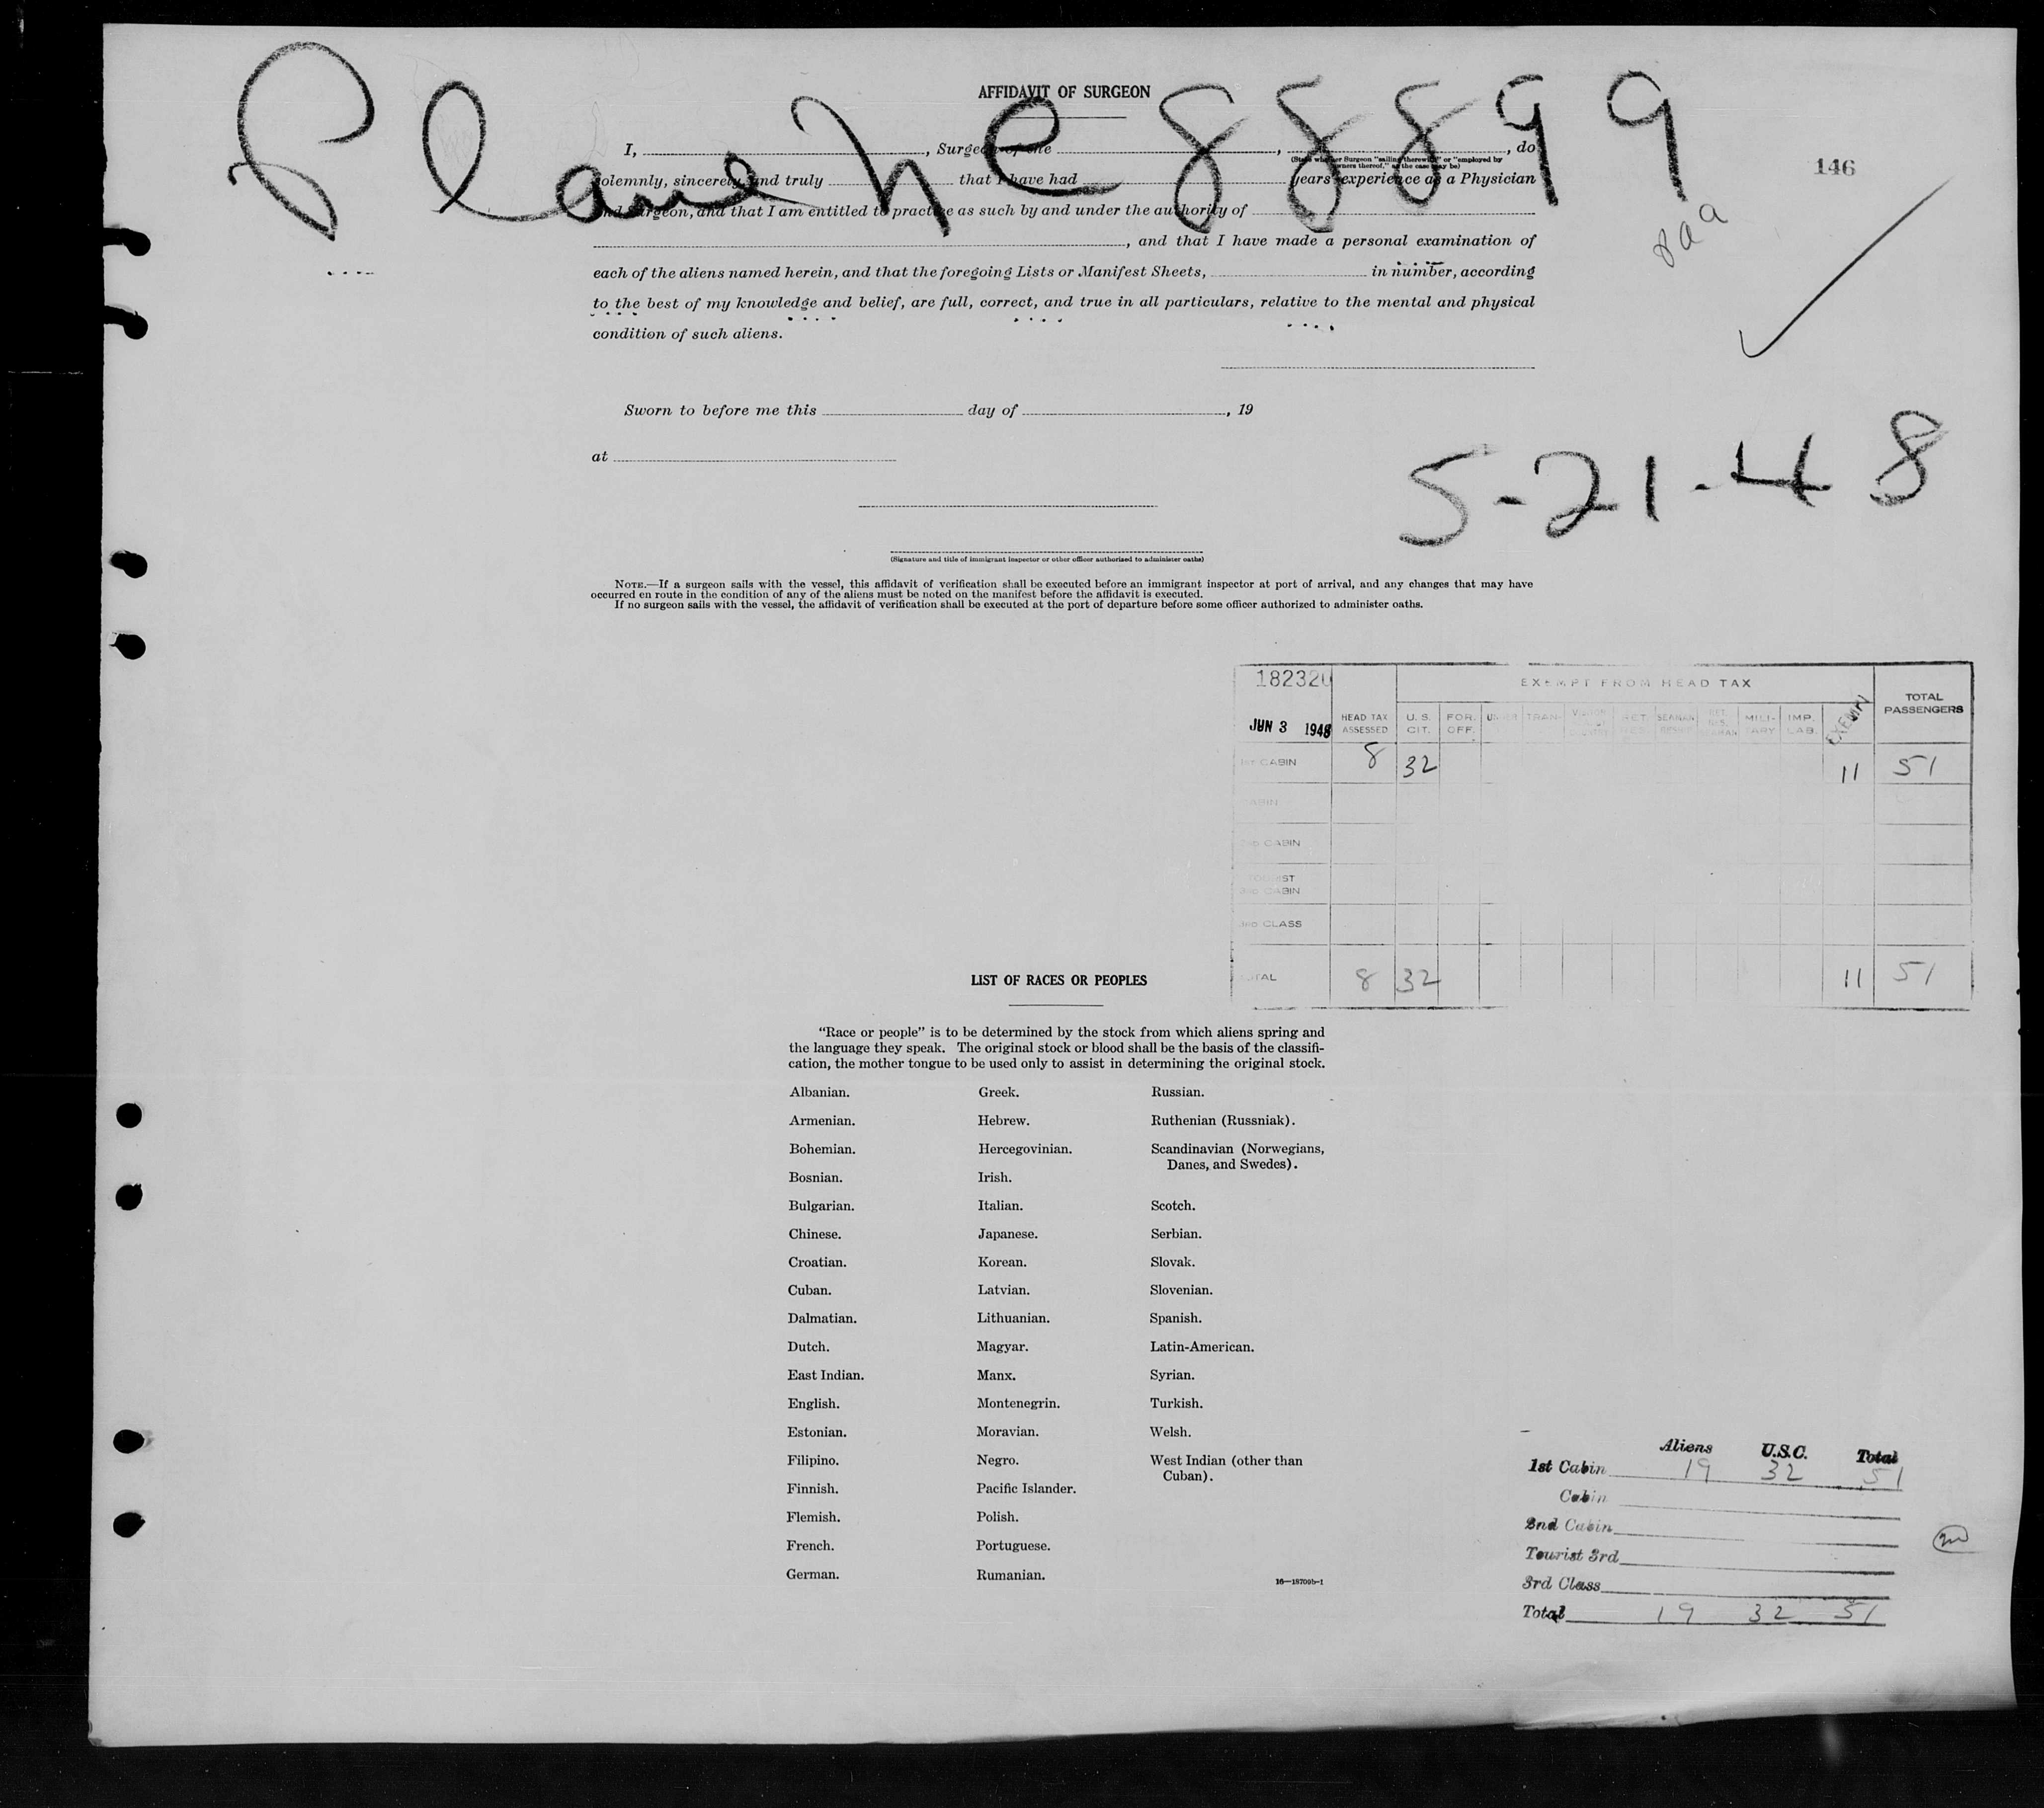 Plane 88899
AFFIDAVIT OF SURGEON
I, , Surgeon of the , , do
(State whether Surgeon "sailing therewith" or "employed by owners thereof," as the case may be)
solemnly, sincerely, and truly that I have had years' experience as a Physician
and Surgeon, and that I am entitled to practice as such by and under the authority of
, and that I have made a personal examination of
each of the aliens named herein, and that the foregoing Lists or Manifest Sheets, in number, according
to the best of my knowledge and belief, are full, correct, and true in all particulars, relative to the mental and physical
condition of such aliens.
146
Sworn to before me this day of , 19
at
5-21-48
(Signature and title of immigrant inspector or other officer authorized to administer oaths)
NOTE.—If a surgeon sails with the vessel, this affidavit of verification shall be executed before an immigrant inspector at port of arrival, and any changes that may have
occurred en route in the condition of any of the aliens must be noted on the manifest before the affidavit is executed.
If no surgeon sails with the vessel, the affidavit of verification shall be executed at the port of departure before some officer authorized to administer oaths.
182320 EXEMPT FROM HEAD TAX
JUN 3 1948 HEAD TAX ASSESSED U. S. CIT. FOR. OFF. UNDER TRAN- RET. SEAMAN MILI- TARY IMP. LAB. EXEMPT TOTAL PASSENGERS
1st CABIN 8 32 11 51
CABIN
2ND CABIN
TOURIST
3RD CABIN
3RD CLASS
TOTAL 8 32 11 51
LIST OF RACES OR PEOPLES
"Race or people" is to be determined by the stock from which aliens spring and
the language they speak. The original stock or blood shall be the basis of the classifi-
cation, the mother tongue to be used only to assist in determining the original stock.
Albanian. Greek. Russian.
Armenian. Hebrew. Ruthenian (Russniak).
Bohemian. Hercegovinian. Scandinavian (Norwegians,
Danes, and Swedes).
Bosnian. Irish.
Bulgarian. Italian. Scotch.
Chinese. Japanese. Serbian.
Croatian. Korean. Slovak.
Cuban. Latvian. Slovenian.
Dalmatian. Lithuanian. Spanish.
Dutch. Magyar. Latin-American.
East Indian. Manx. Syrian.
English. Montenegrin. Turkish.
Estonian. Moravian. Welsh.
Filipino. Negro. West Indian (other than
Cuban).
Finnish. Pacific Islander.
Flemish. Polish.
French. Portuguese.
German. Rumanian.
16—18709b-1
Aliens U.S.C. Total
1st Cabin 19 32 51
Cabin
2nd Cabin
Tourist 3rd
3rd Class
Total 19 32 51